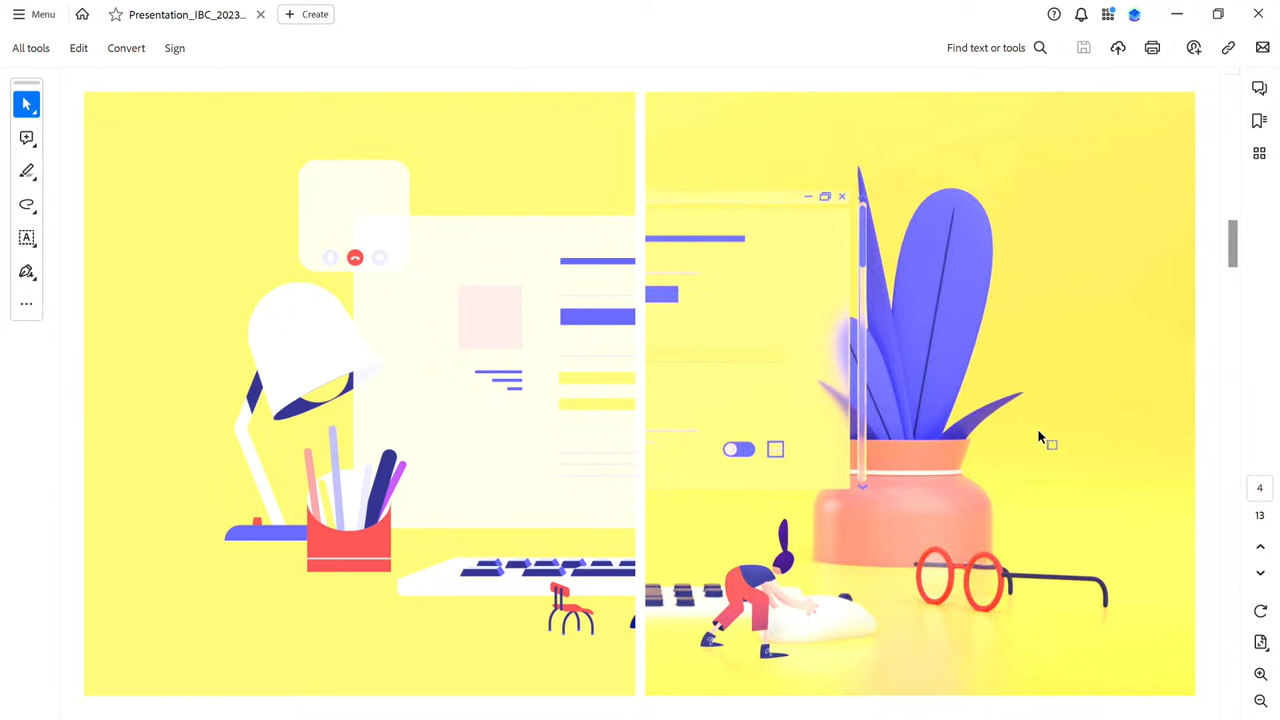 Menu
Presentation_IBC_2023...
Create
All tools
Edit
Convert
Sign
Find text or tools
4
13